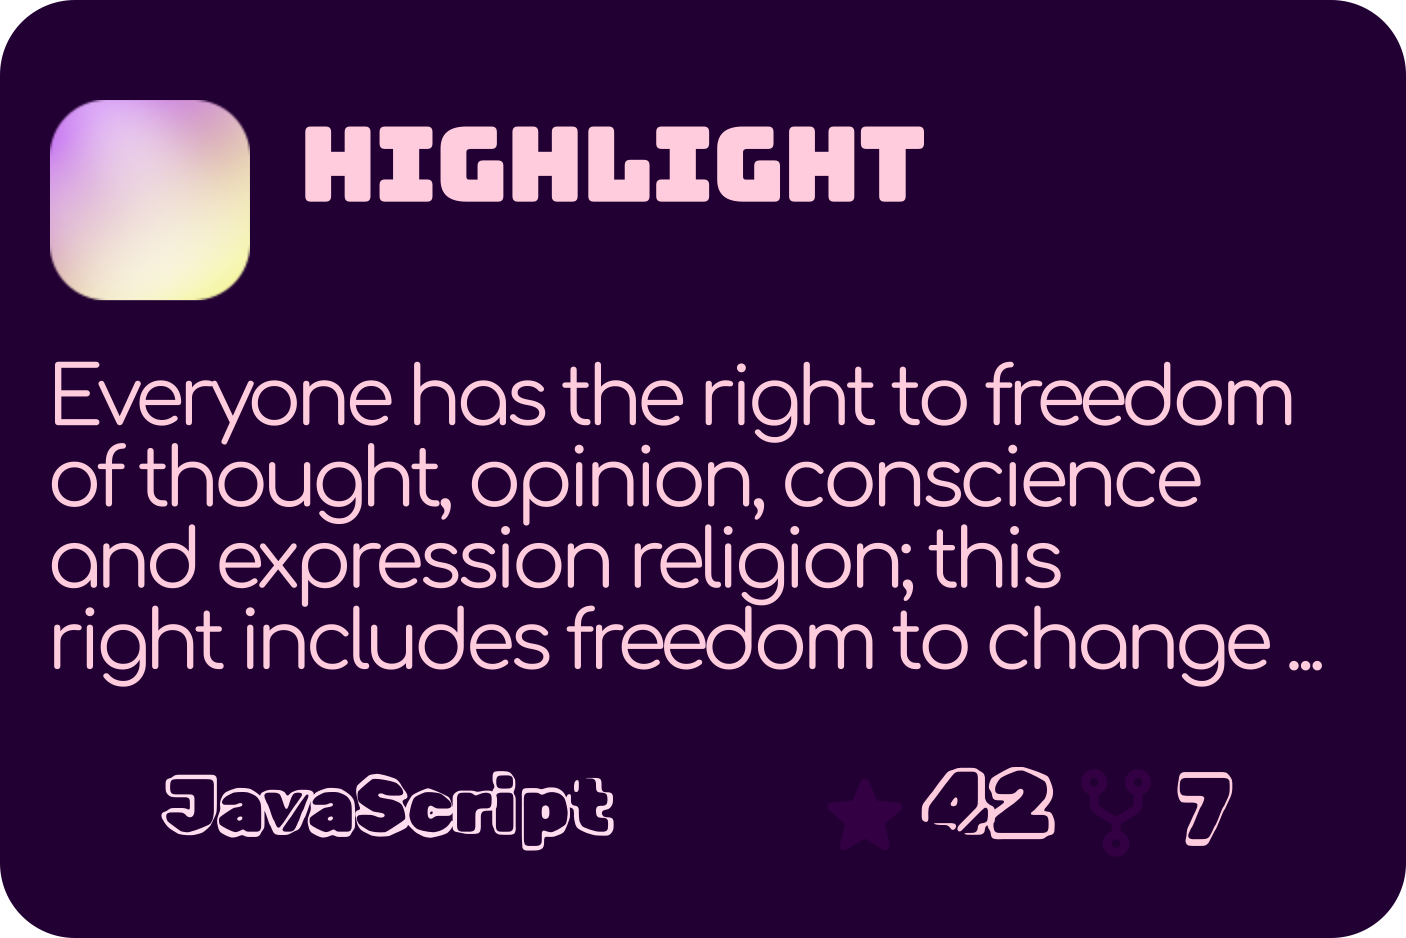 HIGHLIGHT
Everyone has the right to freedom
of thought, opinion, conscience
and expression religion; this
right includes freedom to change ...
JavaScript 42 7